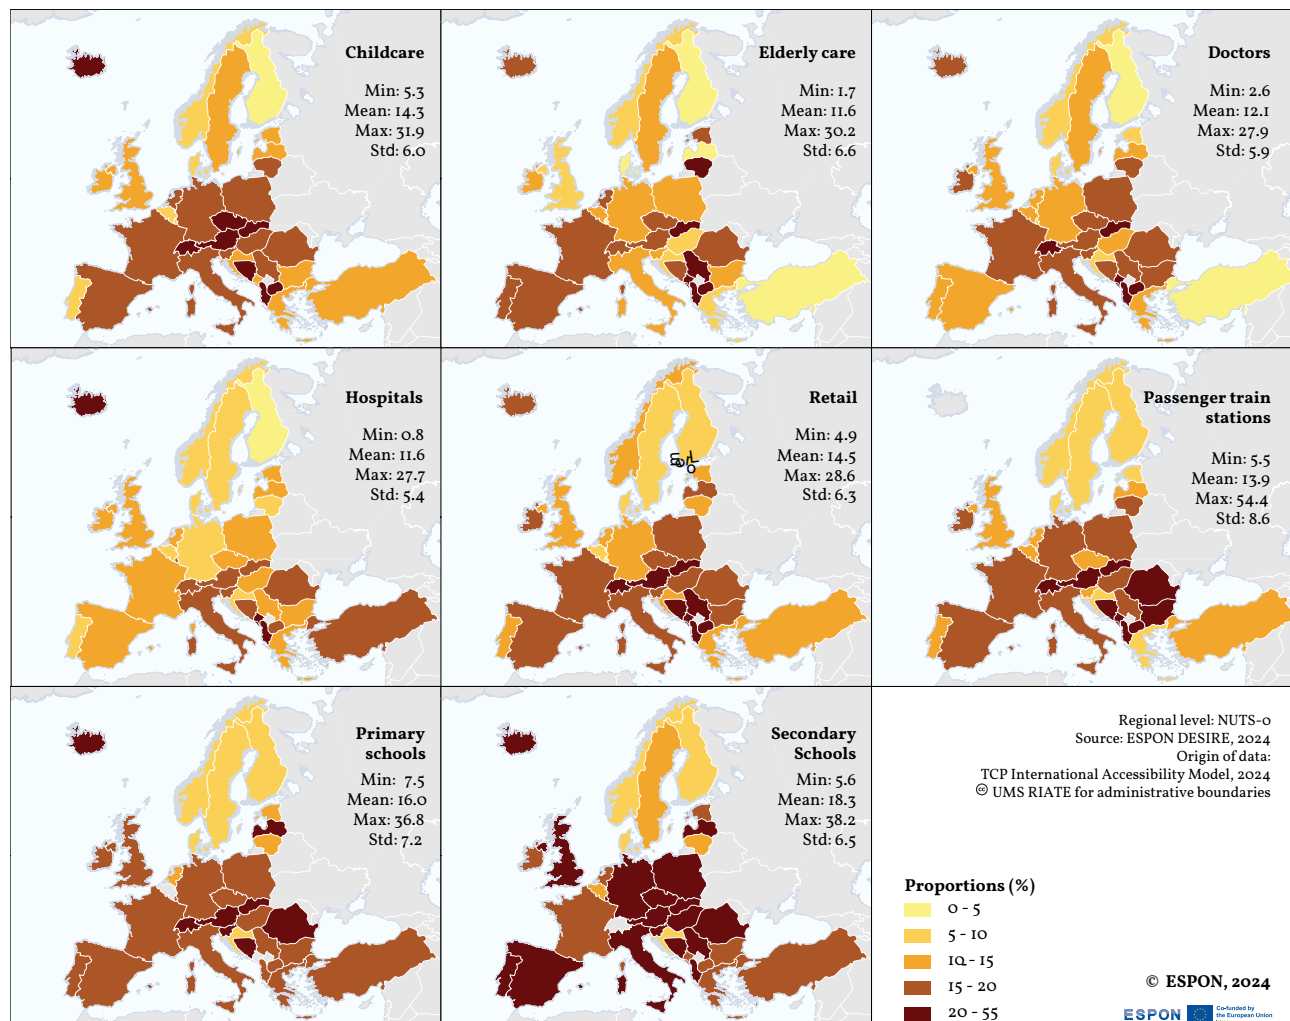 Childcare
Min: 5.3
Mean: 14.3
Max: 31.9
Std: 6.0
Elderly care
Min: 1.7
Mean: 11.6
Max: 30.2
Std: 6.6
Doctors
Min: 2.6
Mean: 12.1
Max: 27.9
Std: 5.9
Hospitals
Min: 0.8
Mean: 11.6
Max: 27.7
Std: 5.4
Retail
Min: 4.9
Mean: 14.5
Max: 28.6
Std: 6.3
Passenger train
stations
Min: 5.5
Mean: 13.9
Max: 54.4
Std: 8.6
Primary
schools
Min: 7.5
Mean: 16.0
Max: 36.8
Std: 7.2
Secondary
Schools
Min: 5.6
Mean: 18.3
Max: 38.2
Std: 6.5
Regional level: NUTS-0
Source: ESPON DESIRE, 2024
Origin of data:
TCP International Accessibility Model, 2024
🅭 UMS RIATE for administrative boundaries
Proportions (%)
0 - 5
5 - 10
10 - 15
15 - 20
20 - 55
© ESPON, 2024
ESPON
Co-funded by
the European Union